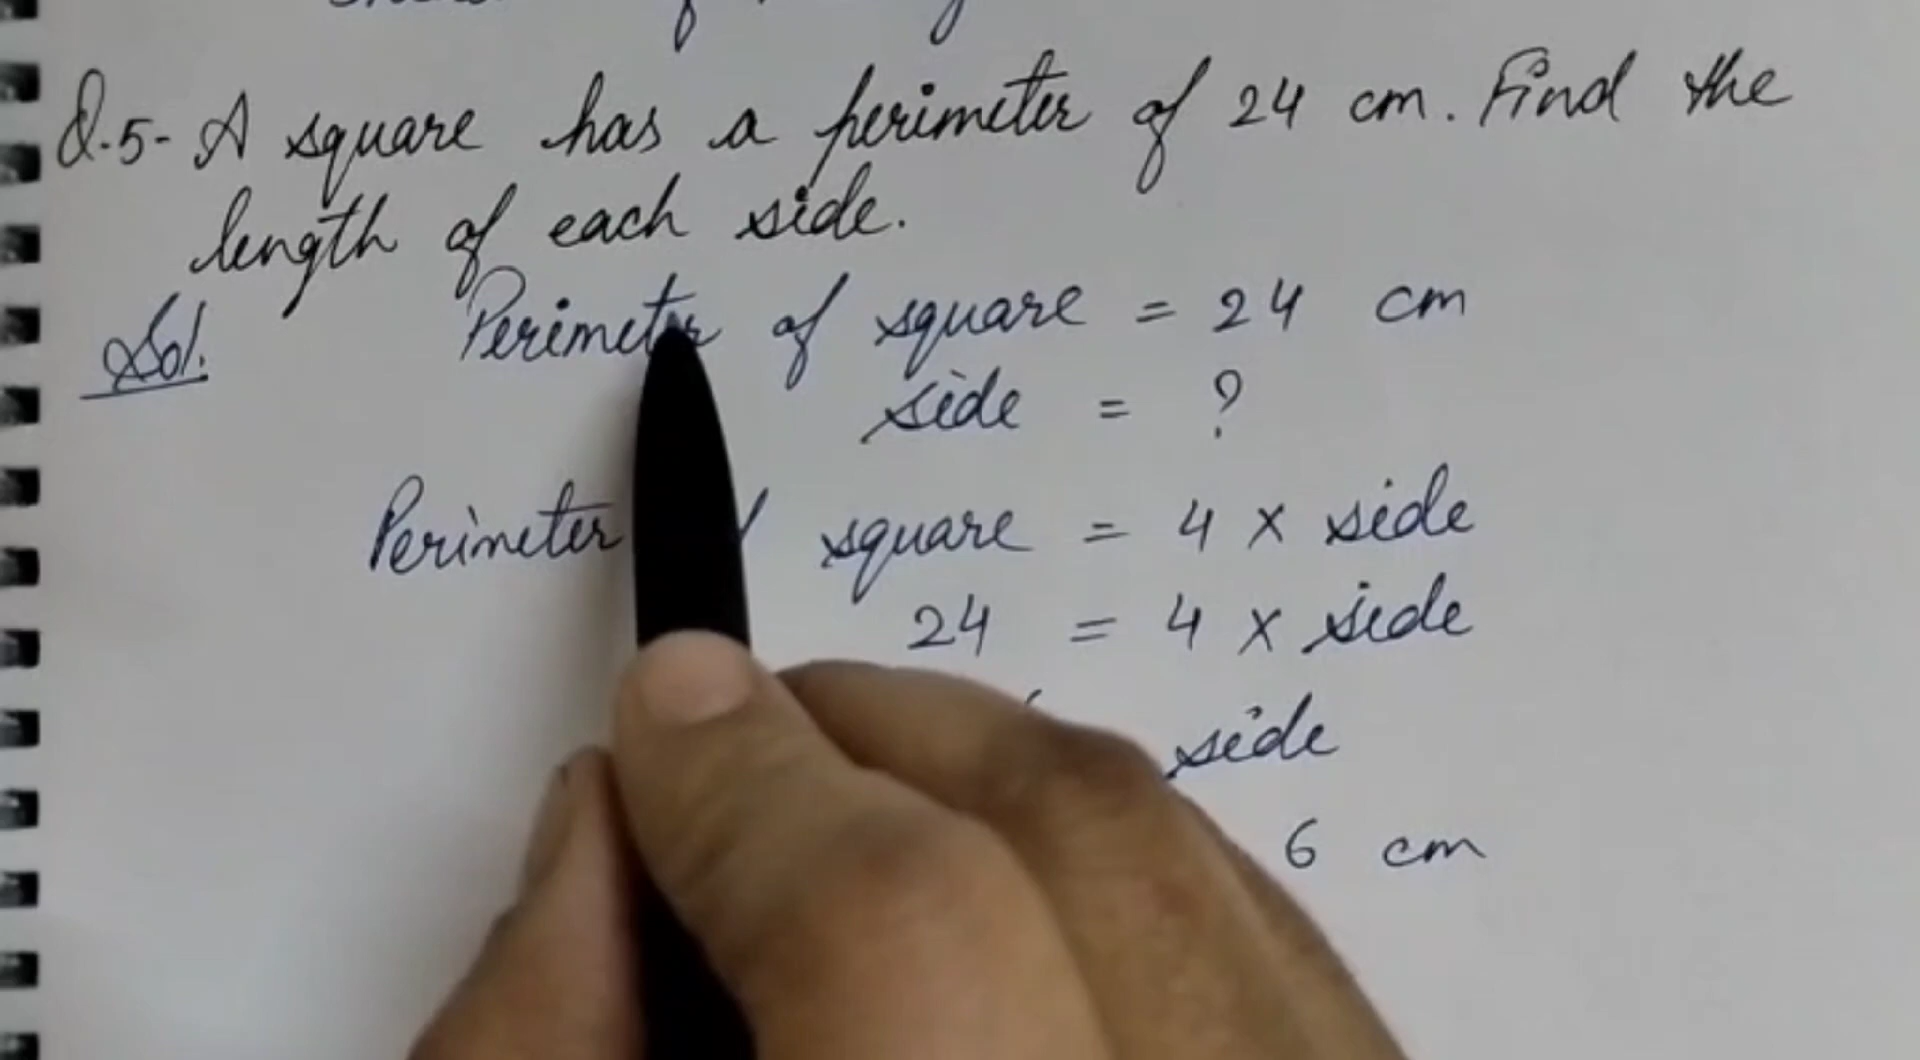 Q.5- A square has a perimeter of 24 cm. Find the
length of each side.
Sol. Perimeter of square = 24 cm
side = ?
Perimeter square = 4 × side
24 = 4 × side
side
6 cm